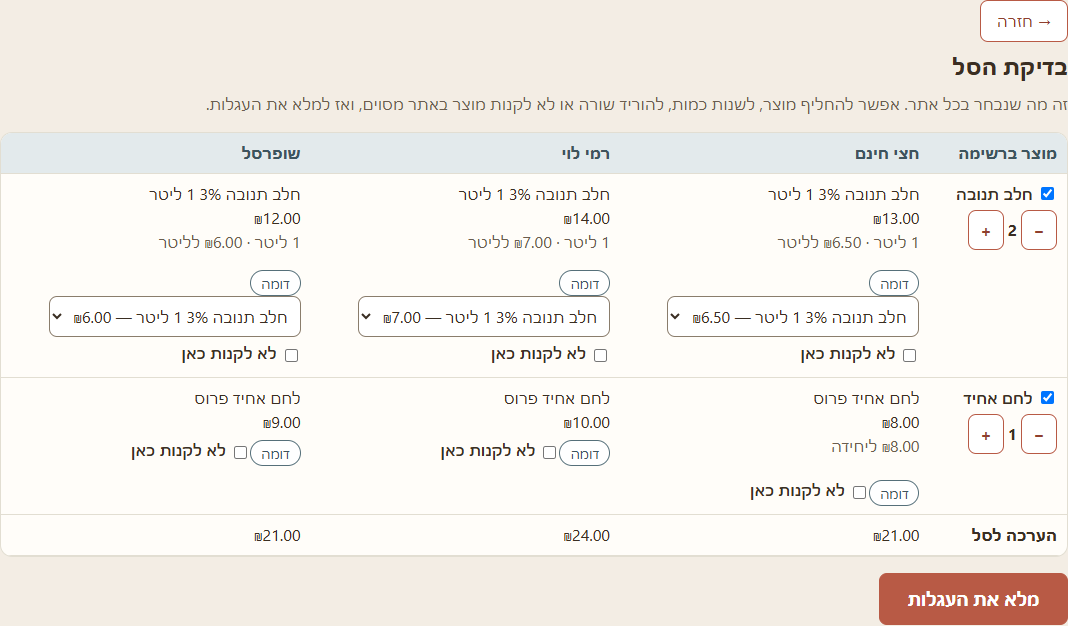 → חזרה
בדיקת הסל
זה מה שנבחר בכל אתר. אפשר להחליף מוצר, לשנות כמות, להוריד שורה או לא לקנות מוצר באתר מסוים, ואז למלא את העגלות.
מוצר ברשימה חצי חינם רמי לוי שופרסל
חלב תנובה
− 2 +
חלב תנובה 3% 1 ליטר
₪13.00
1 ליטר · ₪6.50 לליטר
דומה
חלב תנובה 3% 1 ליטר — ₪6.50
לא לקנות כאן
חלב תנובה 3% 1 ליטר
₪14.00
1 ליטר · ₪7.00 לליטר
דומה
חלב תנובה 3% 1 ליטר — ₪7.00
לא לקנות כאן
חלב תנובה 3% 1 ליטר
₪12.00
1 ליטר · ₪6.00 לליטר
דומה
חלב תנובה 3% 1 ליטר — ₪6.00
לא לקנות כאן
לחם אחיד
− 1 +
לחם אחיד פרוס
₪8.00
₪8.00 ליחידה
דומה לא לקנות כאן
לחם אחיד פרוס
₪10.00
דומה לא לקנות כאן
לחם אחיד פרוס
₪9.00
דומה לא לקנות כאן
הערכה לסל ₪21.00 ₪24.00 ₪21.00
מלא את העגלות